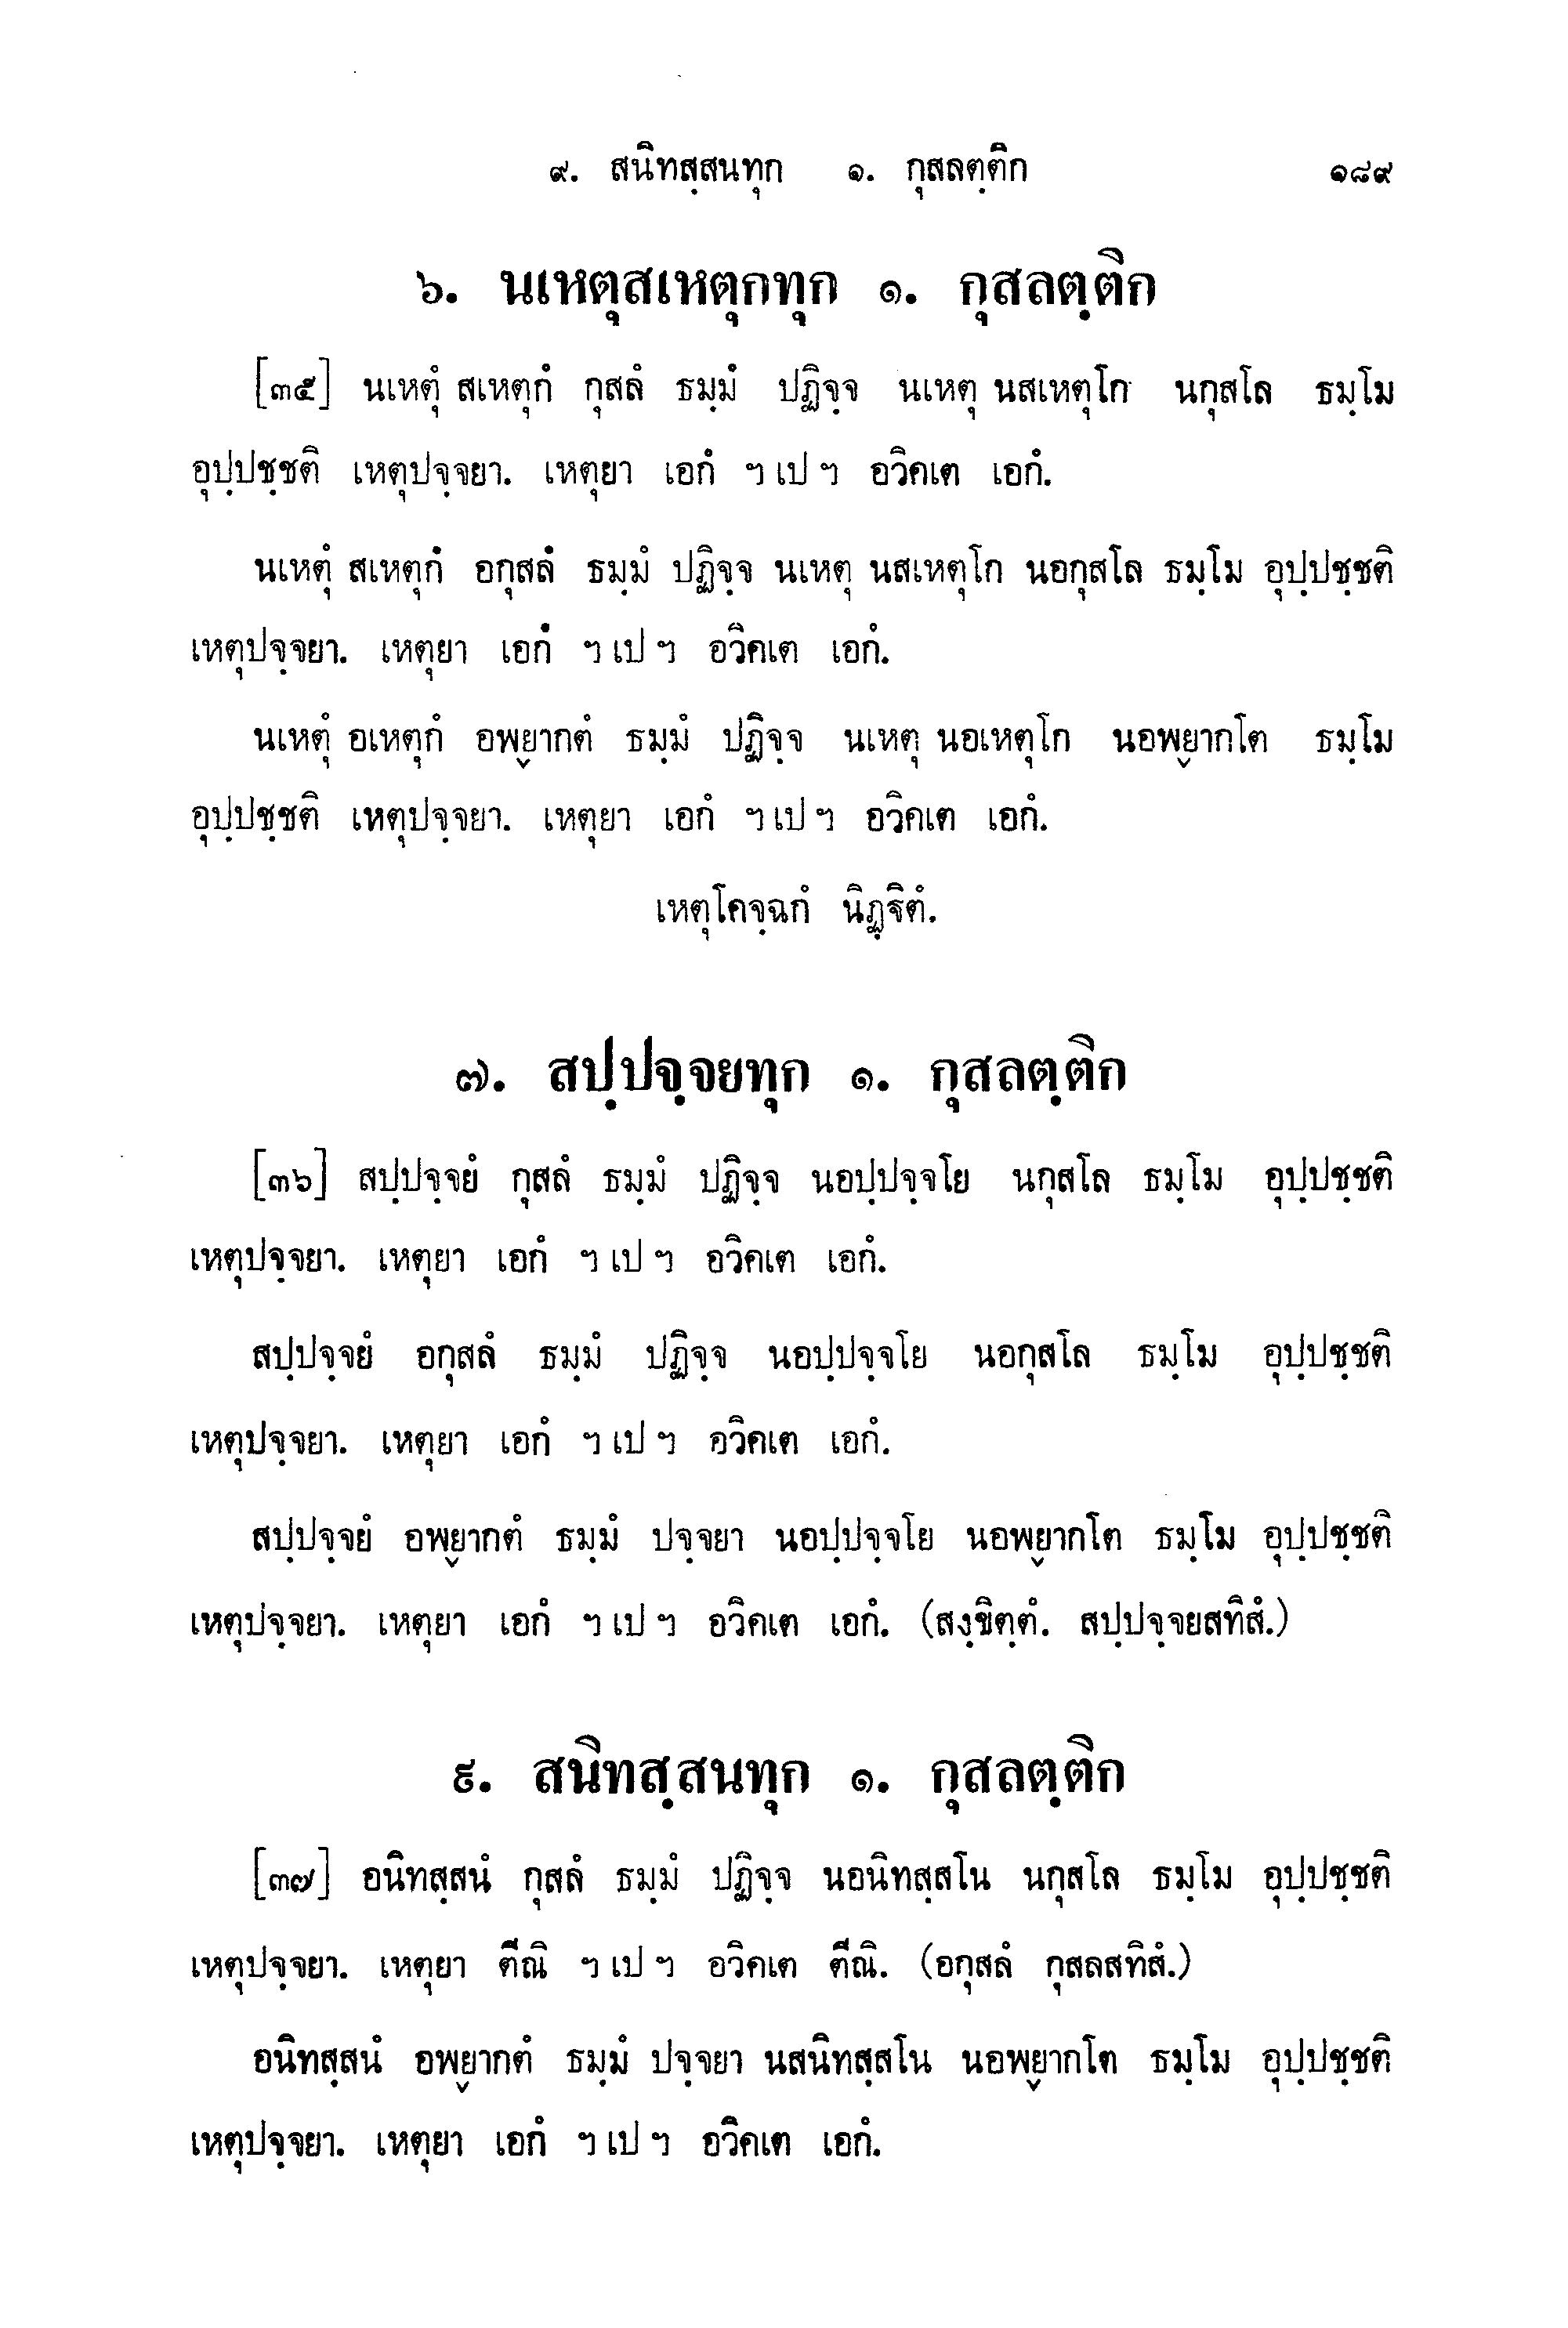 ๙. สนิทสฺสนทุก ๑. กุสลตฺติก ๑๘๙
๖. นเหตุสเหตุกทุก ๑. กุสลตฺติก
[๓๕] นเหตุํ สเหตุกํ กุสลํ ธมฺมํ ปฏิจฺจ นเหตุ นสเหตุโก นกุสโล ธมฺโม
อุปฺปชฺชติ เหตุปจฺจยา. เหตุยา เอกํ ฯ เป ฯ อวิคเต เอกํ.
นเหตุํ สเหตุกํ อกุสลํ ธมฺมํ ปฏิจฺจ นเหตุ นสเหตุโก นอกุสโล ธมฺโม อุปฺปชฺชติ
เหตุปจฺจยา. เหตุยา เอกํ ฯ เป ฯ อวิคเต เอกํ.
นเหตุํ อเหตุกํ อพฺยากตํ ธมฺมํ ปฏิจฺจ นเหตุ นอเหตุโก นอพฺยากโต ธมฺโม
อุปฺปชฺชติ เหตุปจฺจยา. เหตุยา เอกํ ฯ เป ฯ อวิคเต เอกํ.
เหตุโคจฺฉกํ นิฏฺฐิตํ.
๗. สปฺปจฺจยทุก ๑. กุสลตฺติก
[๓๖] สปฺปจฺจยํ กุสลํ ธมฺมํ ปฏิจฺจ นอปฺปจฺจโย นกุสโล ธมฺโม อุปฺปชฺชติ
เหตุปจฺจยา. เหตุยา เอกํ ฯ เป ฯ อวิคเต เอกํ.
สปฺปจฺจยํ อกุสลํ ธมฺมํ ปฏิจฺจ นอปฺปจฺจโย นอกุสโล ธมฺโม อุปฺปชฺชติ
เหตุปจฺจยา. เหตุยา เอกํ ฯ เป ฯ อวิคเต เอกํ.
สปฺปจฺจยํ อพฺยากตํ ธมฺมํ ปจฺจยา นอปฺปจฺจโย นอพฺยากโต ธมฺโม อุปฺปชฺชติ
เหตุปจฺจยา. เหตุยา เอกํ ฯ เป ฯ อวิคเต เอกํ. (สงฺขิตฺตํ. สปฺปจฺจยสทิสํ.)
๙. สนิทสฺสนทุก ๑. กุสลตฺติก
[๓๗] อนิทสฺสนํ กุสลํ ธมฺมํ ปฏิจฺจ นอนิทสฺสโน นกุสโล ธมฺโม อุปฺปชฺชติ
เหตุปจฺจยา. เหตุยา ตีณิ ฯ เป ฯ อวิคเต ตีณิ. (อกุสลํ กุสลสทิสํ.)
อนิทสฺสนํ อพฺยากตํ ธมฺมํ ปจฺจยา นสนิทสฺสโน นอพฺยากโต ธมฺโม อุปฺปชฺชติ
เหตุปจฺจยา. เหตุยา เอกํ ฯ เป ฯ อวิคเต เอกํ.